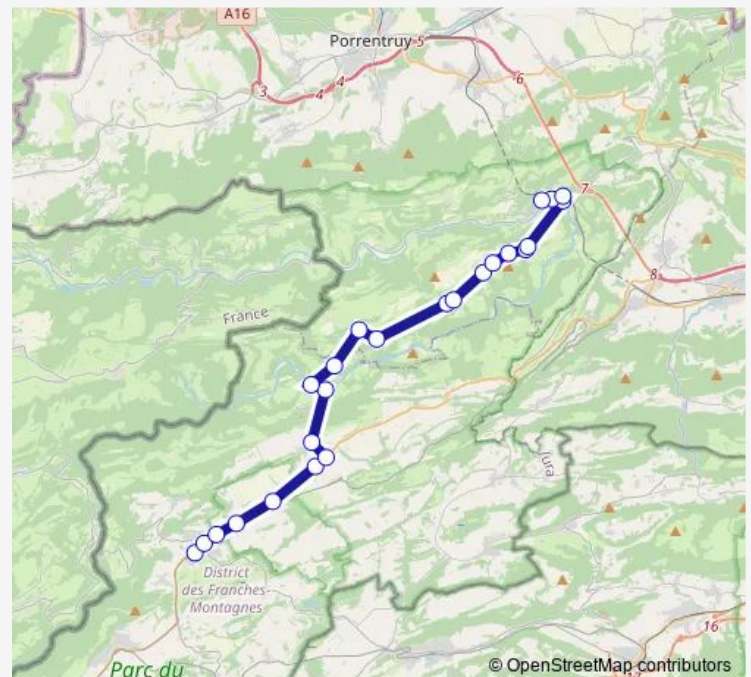 A16
Porrentruy
5
4
4
3
6
7
8
France
Jura
District
des Franches-
Montagnes
16
Parc du
© OpenStreetMap contributors